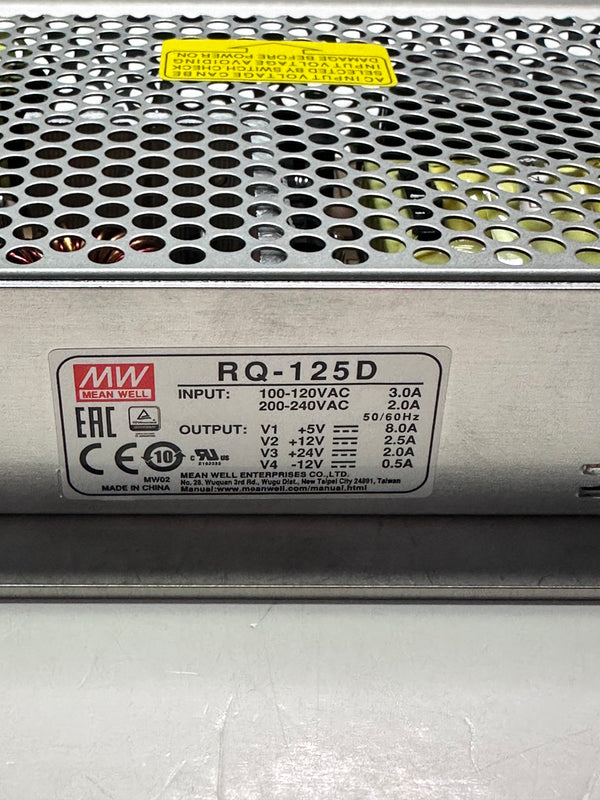 AC INPUT VOLTAGE CAN BE
SELECTED BY SWITCH.CHECK
INPUT VOLTAGE AVOIDING
DAMAGE BEFORE
POWER ON
MW
MEAN WELL
RQ-125D
INPUT: 100-120VAC 3.0A
200-240VAC 2.0A
50/60Hz
OUTPUT: V1 +5V 8.0A
V2 +12V 2.5A
V3 +24V 2.0A
V4 -12V 0.5A
EAC
CE
10
c RU us
MW02
MADE IN CHINA
MEAN WELL ENTERPRISES CO.,LTD.
No. 28, Wuquan 3rd Rd., Wugu Dist., New Taipei City 24891, Taiwan
Manual:www.meanwell.com/manual.html